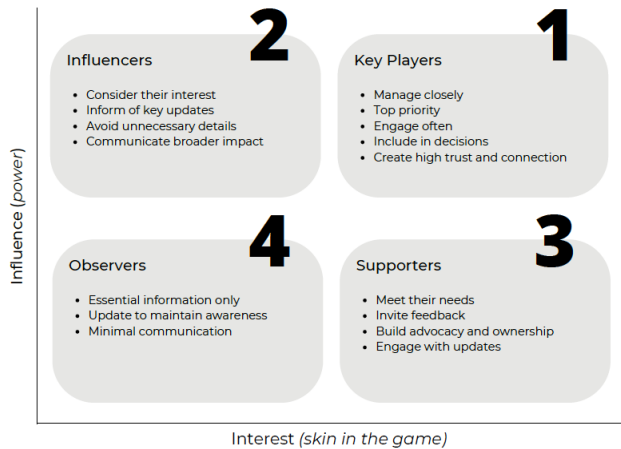 2
Influencers
• Consider their interest
• Inform of key updates
• Avoid unnecessary details
• Communicate broader impact
1
Key Players
• Manage closely
• Top priority
• Engage often
• Include in decisions
• Create high trust and connection
4
Observers
• Essential information only
• Update to maintain awareness
• Minimal communication
3
Supporters
• Meet their needs
• Invite feedback
• Build advocacy and ownership
• Engage with updates
Influence (power)
Interest (skin in the game)